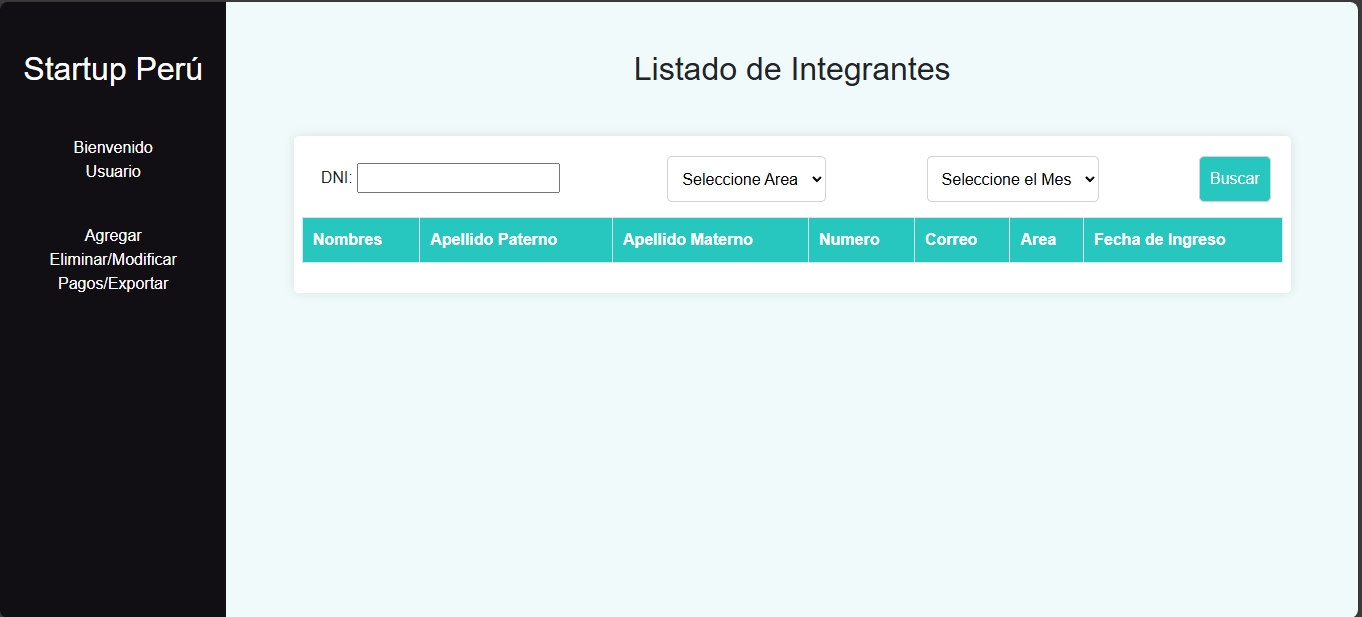 Startup Perú
Bienvenido
Usuario
Agregar
Eliminar/Modificar
Pagos/Exportar
Listado de Integrantes
DNI: Seleccione Area Seleccione el Mes Buscar
Nombres Apellido Paterno Apellido Materno Numero Correo Area Fecha de Ingreso